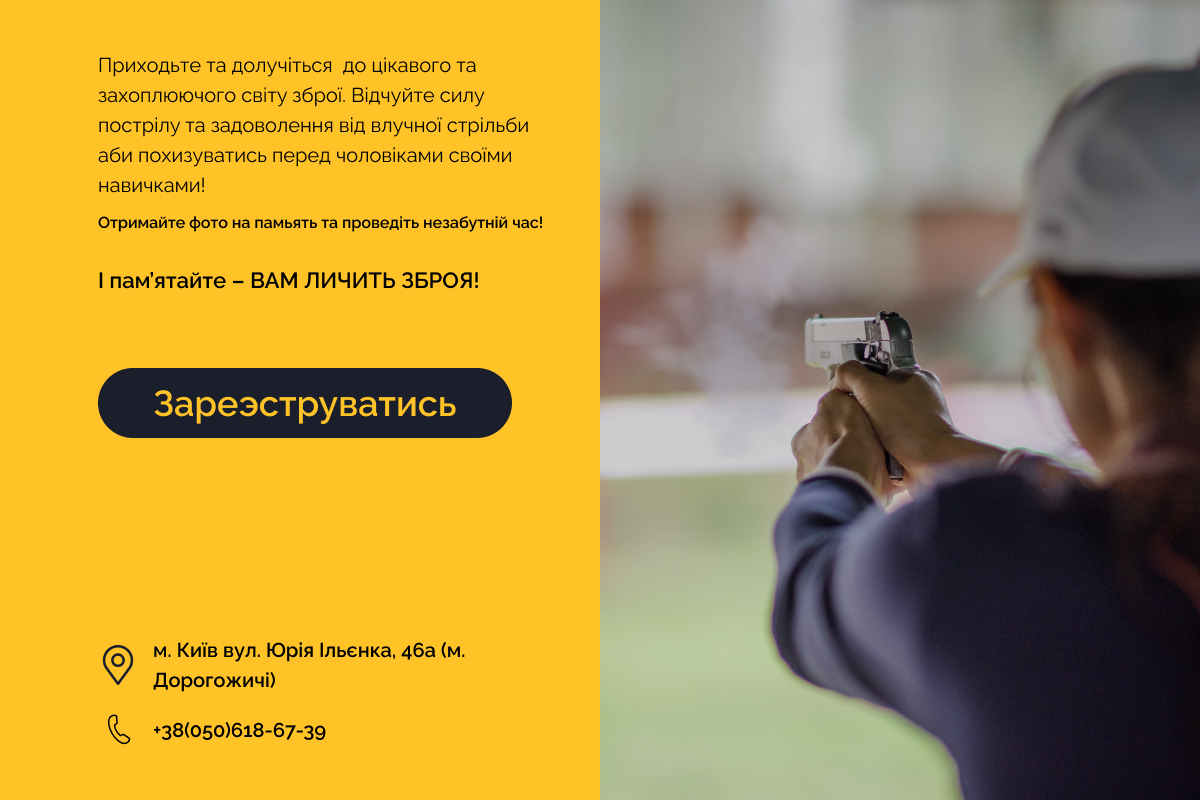 Приходьте та долучіться до цікавого та
захоплюючого світу зброї. Відчуйте силу
пострілу та задоволення від влучної стрільби
аби похизуватись перед чоловіками своїми
навичками!
Отримайте фото на памьять та проведіть незабутній час!
І пам’ятайте – ВАМ ЛИЧИТЬ ЗБРОЯ!
Зареэструватись
м. Київ вул. Юрія Ільєнка, 46а (м.
Дорогожичі)
+38(050)618-67-39